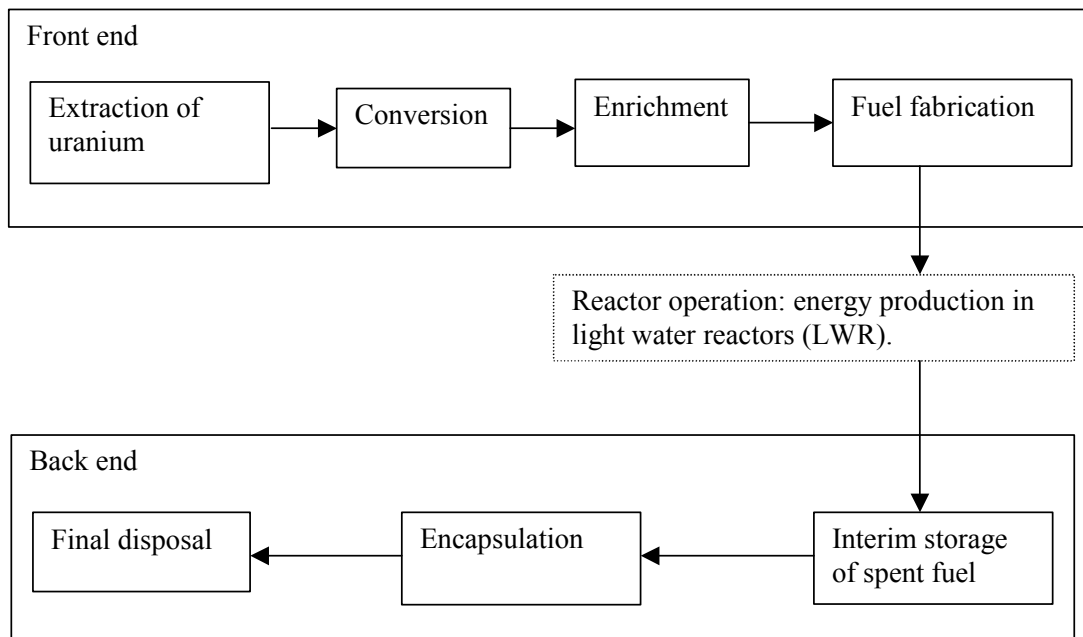 Front end
Extraction of
uranium
Conversion
Enrichment
Fuel fabrication
Reactor operation: energy production in
light water reactors (LWR).
Back end
Final disposal
Encapsulation
Interim storage
of spent fuel